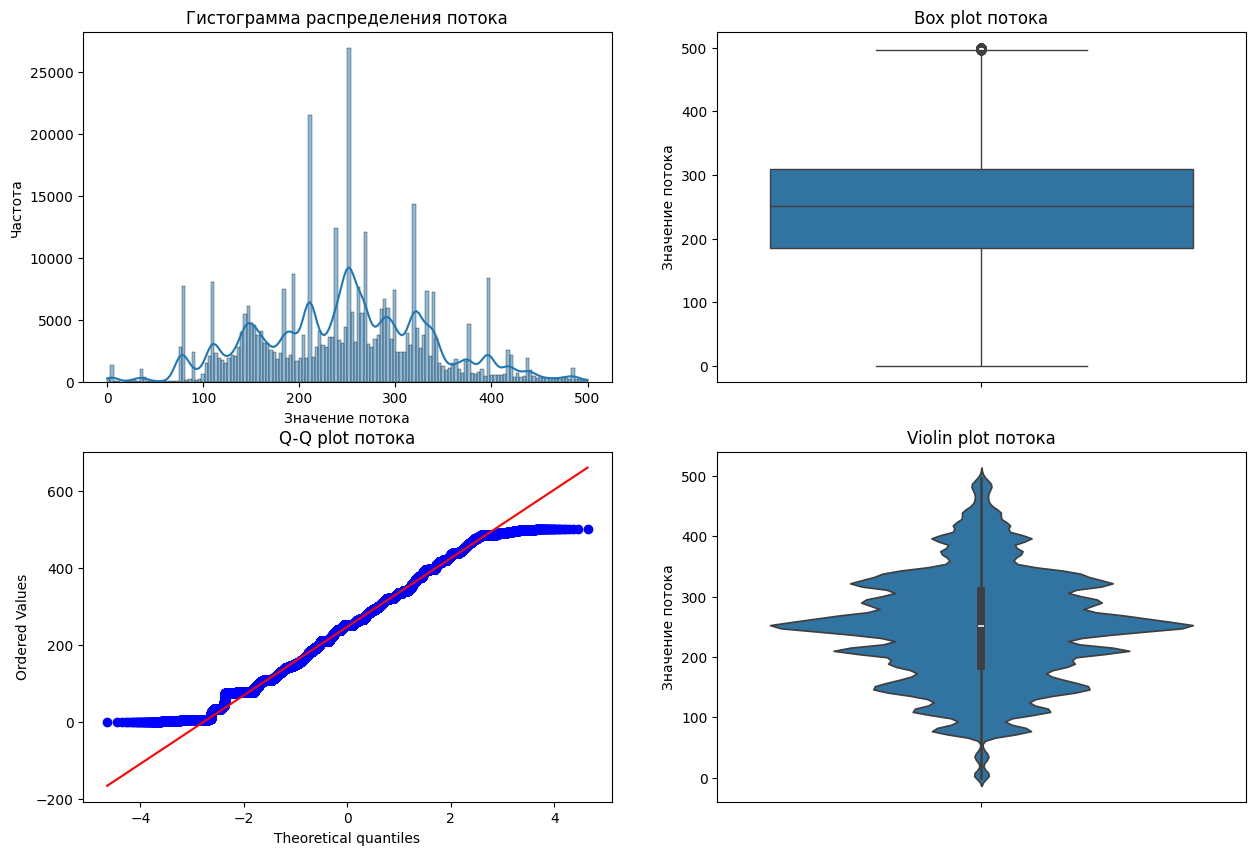 Гистограмма распределения потока
25000
20000
15000
10000
5000
0
Частота
0 100 200 300 400 500
Значение потока
Box plot потока
500
400
300
200
100
0
Значение потока
Q-Q plot потока
600
400
200
0
−200
Ordered Values
−4 −2 0 2 4
Theoretical quantiles
Violin plot потока
500
400
300
200
100
0
Значение потока